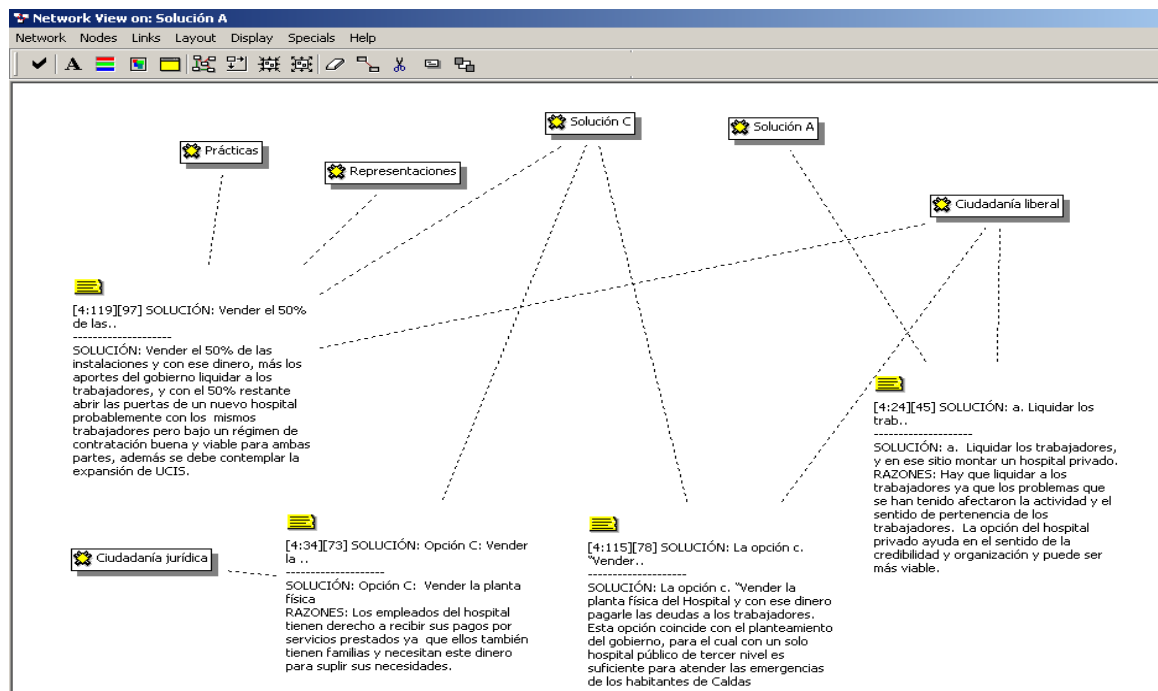 Network View on: Solución A
Network Nodes Links Layout Display Specials Help
A
Solución C
Solución A
Prácticas
Representaciones
Ciudadanía liberal
[4:119][97] SOLUCIÓN: Vender el 50%
de las..
--------------------
SOLUCIÓN: Vender el 50% de las
instalaciones y con ese dinero, más los
aportes del gobierno liquidar a los
trabajadores, y con el 50% restante
abrir las puertas de un nuevo hospital
probablemente con los mismos
trabajadores pero bajo un régimen de
contratación buena y viable para ambas
partes, además se debe contemplar la
expansión de UCIS.
[4:24][45] SOLUCIÓN: a. Liquidar los
trab..
--------------------
SOLUCIÓN: a. Liquidar los trabajadores,
y en ese sitio montar un hospital privado.
RAZONES: Hay que liquidar a los
trabajadores ya que los problemas que
se han tenido afectaron la actividad y el
sentido de pertenencia de los
trabajadores. La opción del hospital
privado ayuda en el sentido de la
credibilidad y organización y puede ser
más viable.
Ciudadanía jurídica
[4:34][73] SOLUCIÓN: Opción C: Vender
la ..
--------------------
SOLUCIÓN: Opción C: Vender la planta
física
RAZONES: Los empleados del hospital
tienen derecho a recibir sus pagos por
servicios prestados ya que ellos también
tienen familias y necesitan este dinero
para suplir sus necesidades.
[4:115][78] SOLUCIÓN: La opción c.
"Vender..
--------------------
SOLUCIÓN: La opción c. "Vender la
planta física del Hospital y con ese dinero
pagarle las deudas a los trabajadores.
Esta opción coincide con el planteamiento
del gobierno, para el cual con un solo
hospital público de tercer nivel es
suficiente para atender las emergencias
de los habitantes de Caldas